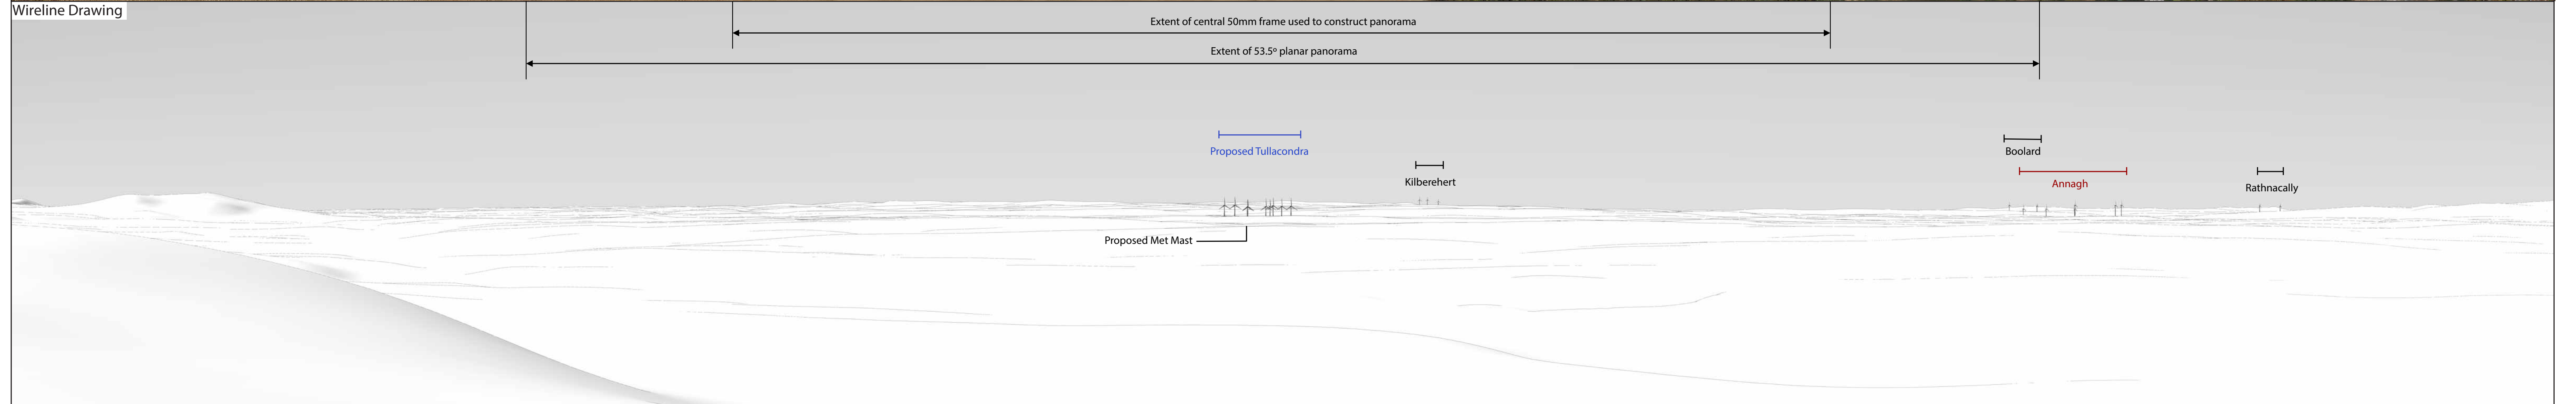 Wireline Drawing
Extent of central 50mm frame used to construct panorama
Extent of 53.5º planar panorama
Proposed Tullacondra
Kilberehert
Boolard
Annagh
Rathnacally
Proposed Met Mast